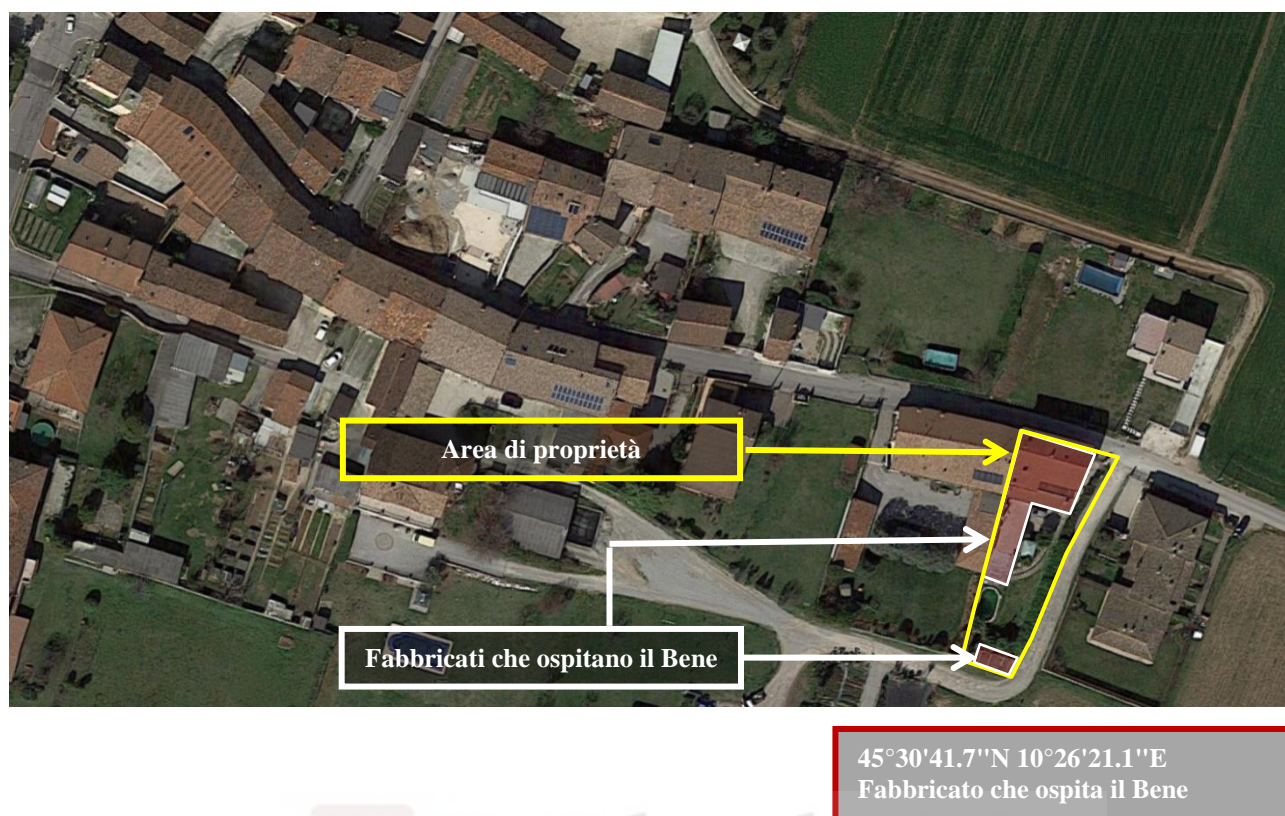 Area di proprietà
Fabbricati che ospitano il Bene
45°30'41.7"N 10°26'21.1"E
Fabbricato che ospita il Bene